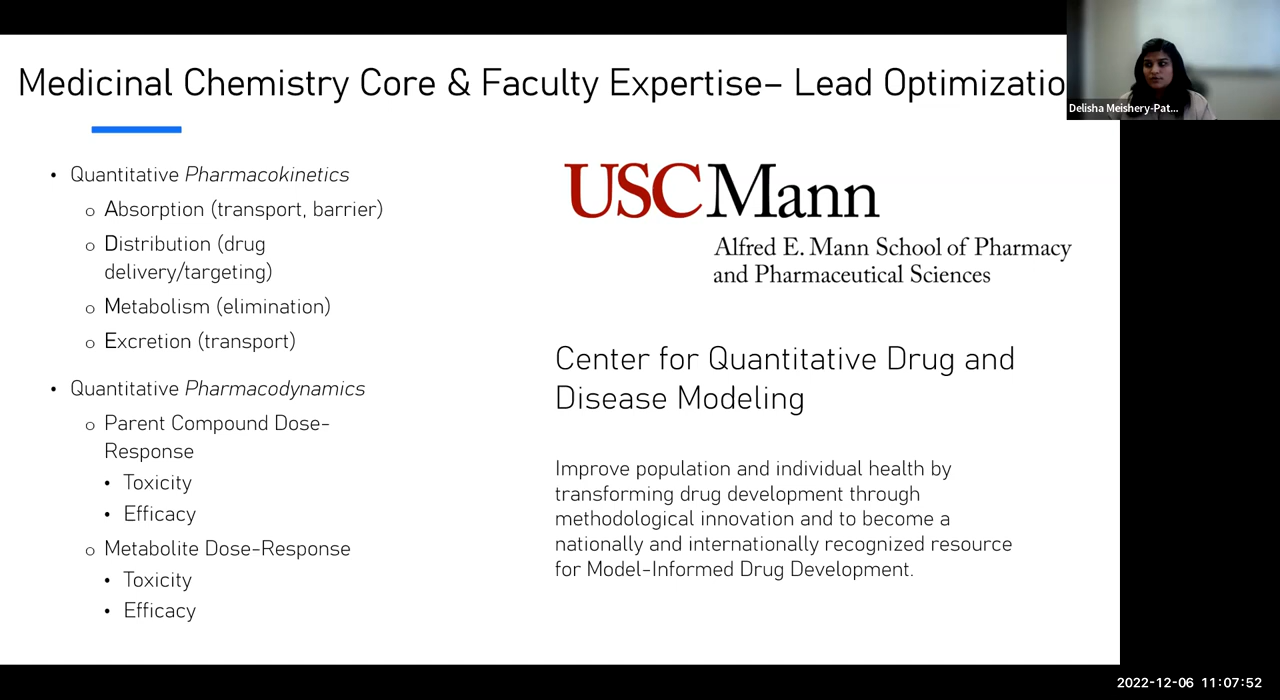 Medicinal Chemistry Core & Faculty Expertise– Lead Optimizatio
Delisha Meishery-Pat...
• Quantitative Pharmacokinetics
o Absorption (transport, barrier)
o Distribution (drug
delivery/targeting)
o Metabolism (elimination)
o Excretion (transport)
• Quantitative Pharmacodynamics
o Parent Compound Dose-
Response
• Toxicity
• Efficacy
o Metabolite Dose-Response
• Toxicity
• Efficacy
USC Mann
Alfred E. Mann School of Pharmacy
and Pharmaceutical Sciences
Center for Quantitative Drug and
Disease Modeling
Improve population and individual health by
transforming drug development through
methodological innovation and to become a
nationally and internationally recognized resource
for Model-Informed Drug Development.
2022-12-06 11:07:52